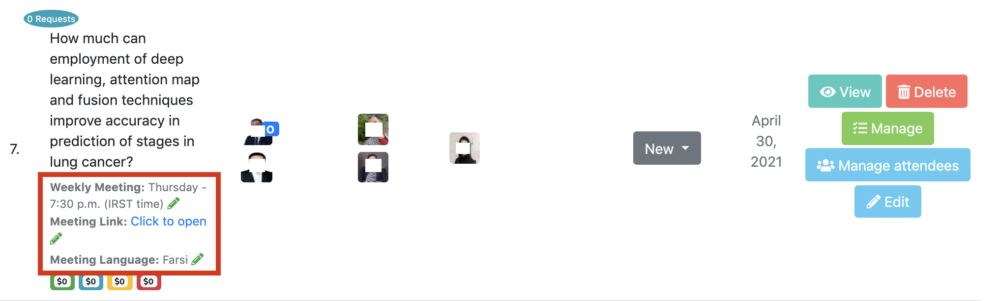 0 Requests
How much can
employment of deep
learning, attention map
and fusion techniques
improve accuracy in
prediction of stages in
7.
lung cancer?
Weekly Meeting: Thursday -
7:30 p.m. (IRST time)
Meeting Link: Click to open
Meeting Language: Farsi
$0 $0 $0 $0
O
New
April
30,
2021
View Delete
Manage
Manage attendees
Edit